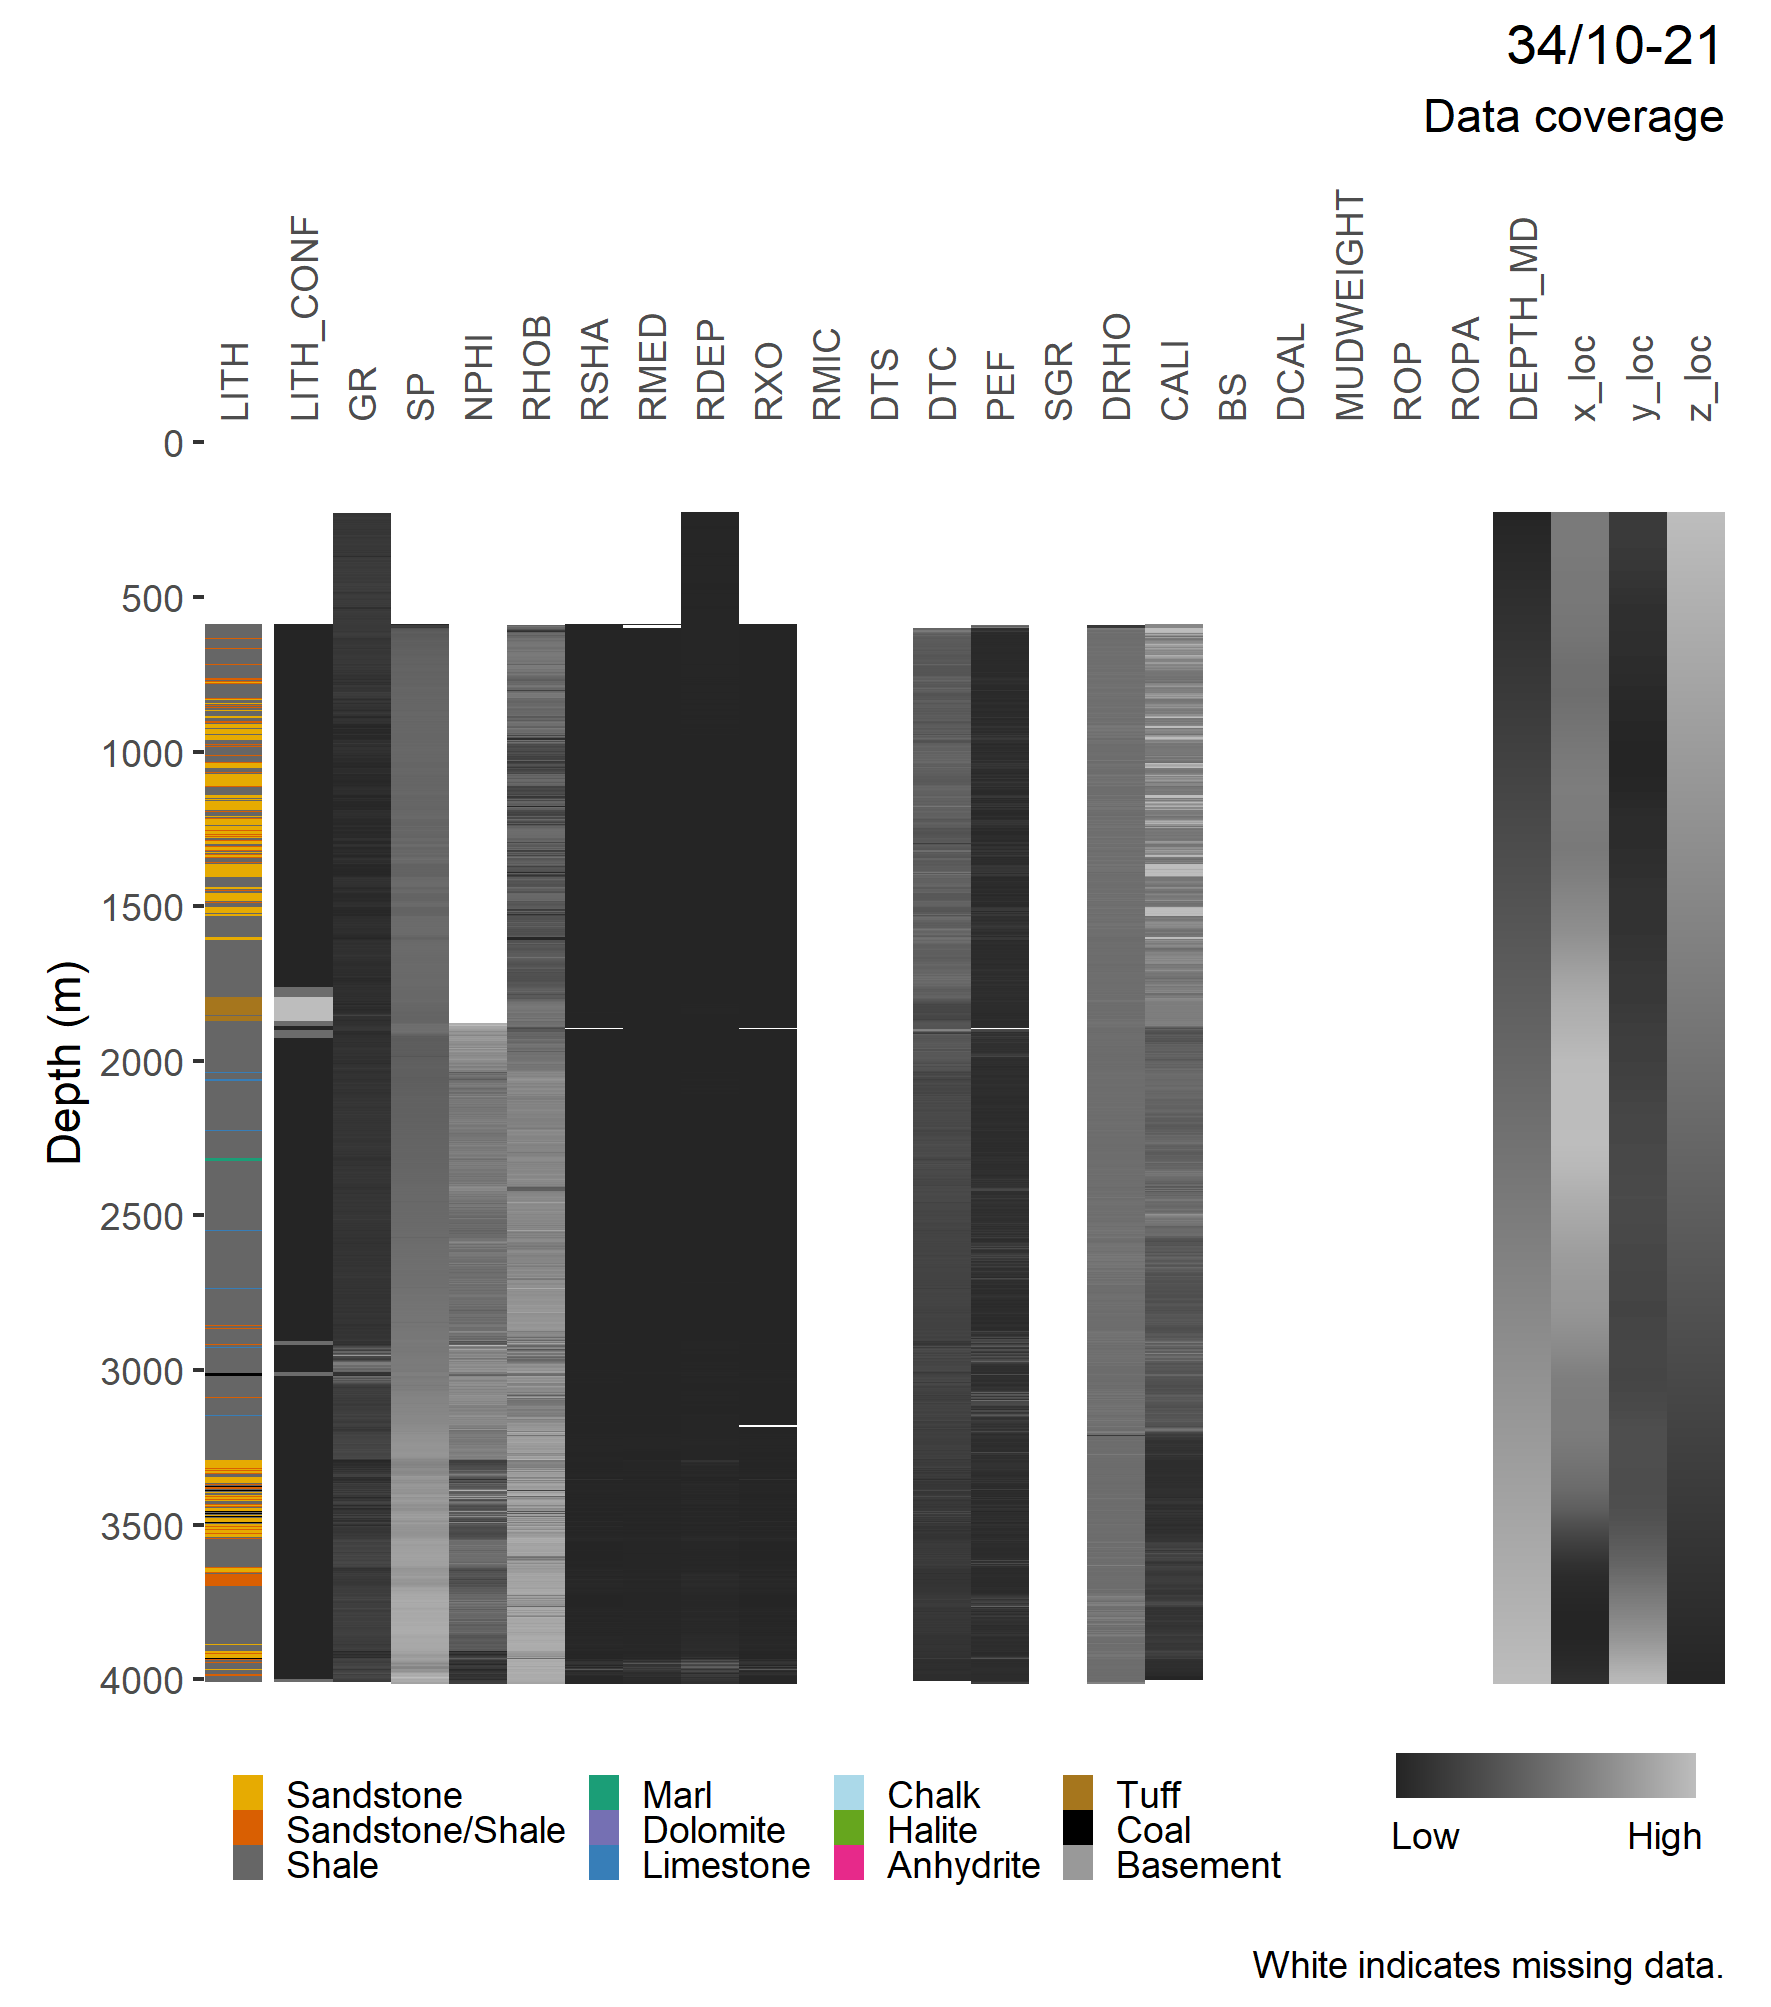 34/10-21
Data coverage
LITH
LITH_CONF
GR
SP
NPHI
RHOB
RSHA
RMED
RDEP
RXO
RMIC
DTS
DTC
PEF
SGR
DRHO
CALI
BS
DCAL
MUDWEIGHT
ROP
ROPA
DEPTH_MD
x_loc
y_loc
z_loc
Depth (m)
0
500
1000
1500
2000
2500
3000
3500
4000
Sandstone
Sandstone/Shale
Shale
Marl
Dolomite
Limestone
Chalk
Halite
Anhydrite
Tuff
Coal
Basement
Low High
White indicates missing data.